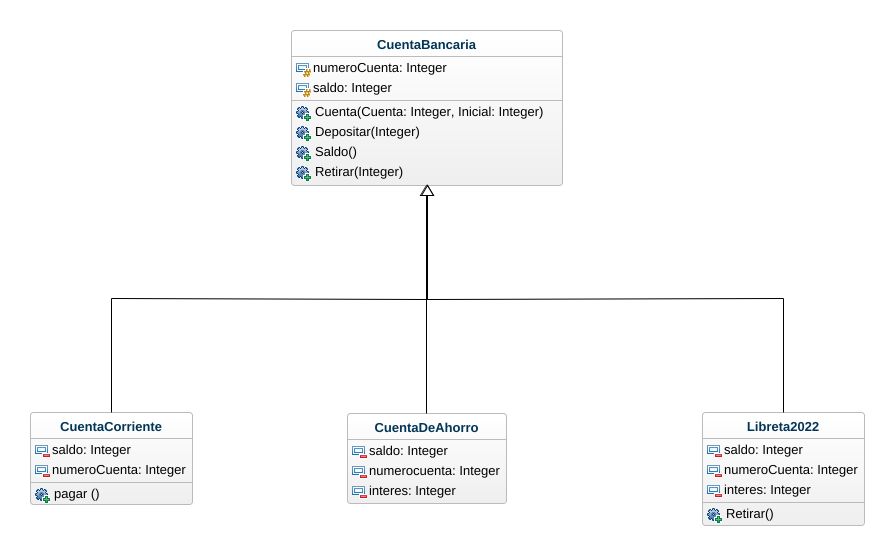 CuentaBancaria
numeroCuenta: Integer
saldo: Integer
Cuenta(Cuenta: Integer, Inicial: Integer)
Depositar(Integer)
Saldo()
Retirar(Integer)
CuentaCorriente
saldo: Integer
numeroCuenta: Integer
pagar ()
CuentaDeAhorro
saldo: Integer
numerocuenta: Integer
interes: Integer
Libreta2022
saldo: Integer
numeroCuenta: Integer
interes: Integer
Retirar()